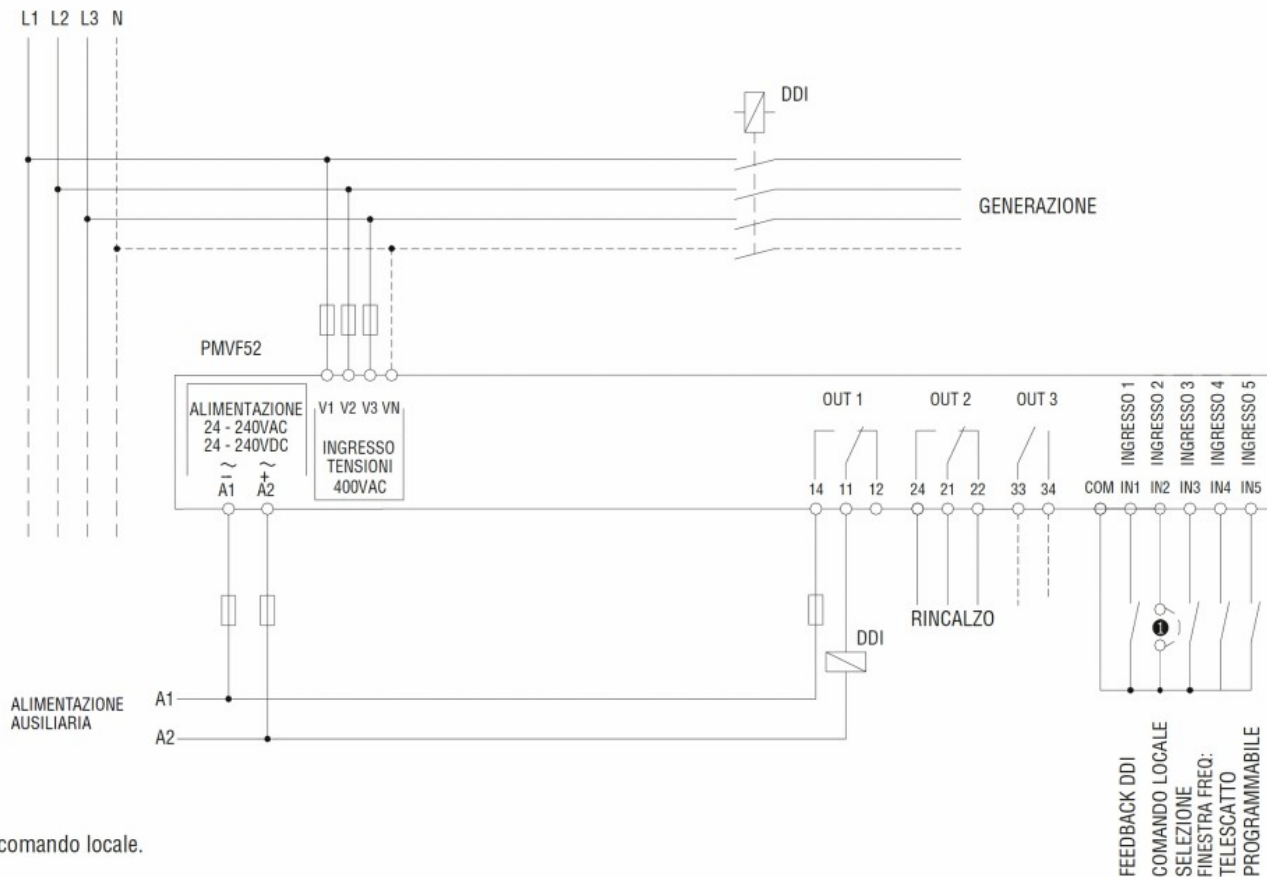 L1 L2 L3 N
DDI
GENERAZIONE
PMVF52
ALIMENTAZIONE
24 - 240VAC
24 - 240VDC
~ ~
- +
A1 A2
V1 V2 V3 VN
INGRESSO
TENSIONI
400VAC
OUT 1
OUT 2
OUT 3
INGRESSO 1
INGRESSO 2
INGRESSO 3
INGRESSO 4
INGRESSO 5
14 11 12 24 21 22 33 34 COM IN1 IN2 IN3 IN4 IN5
RINCALZO
1
DDI
ALIMENTAZIONE
AUSILIARIA
A1
A2
FEEDBACK DDI
COMANDO LOCALE
SELEZIONE
FINESTRA FREQ:
TELESCATTO
PROGRAMMABILE
comando locale.